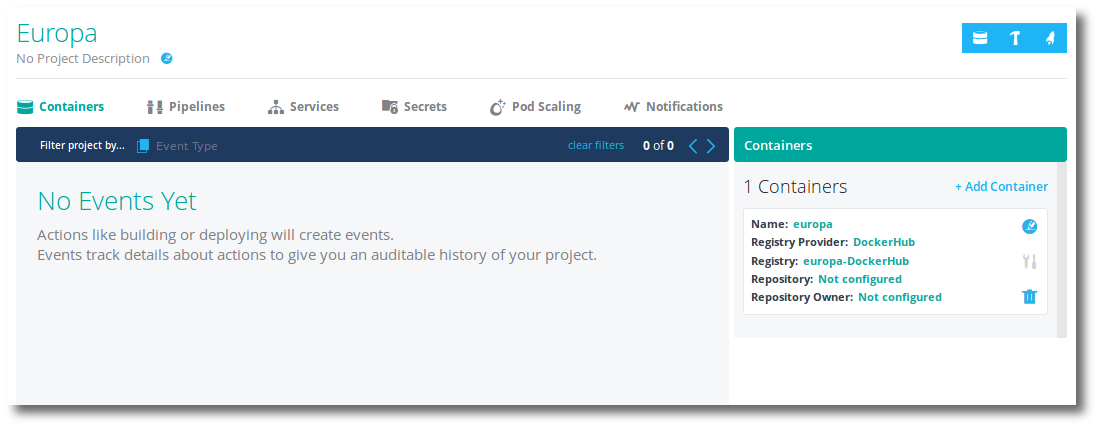 Europa
No Project Description
Containers Pipelines Services Secrets Pod Scaling Notifications
Filter project by... Event Type clear filters 0 of 0
No Events Yet
Actions like building or deploying will create events.
Events track details about actions to give you an auditable history of your project.
Containers
1 Containers + Add Container
Name: europa
Registry Provider: DockerHub
Registry: europa-DockerHub
Repository: Not configured
Repository Owner: Not configured